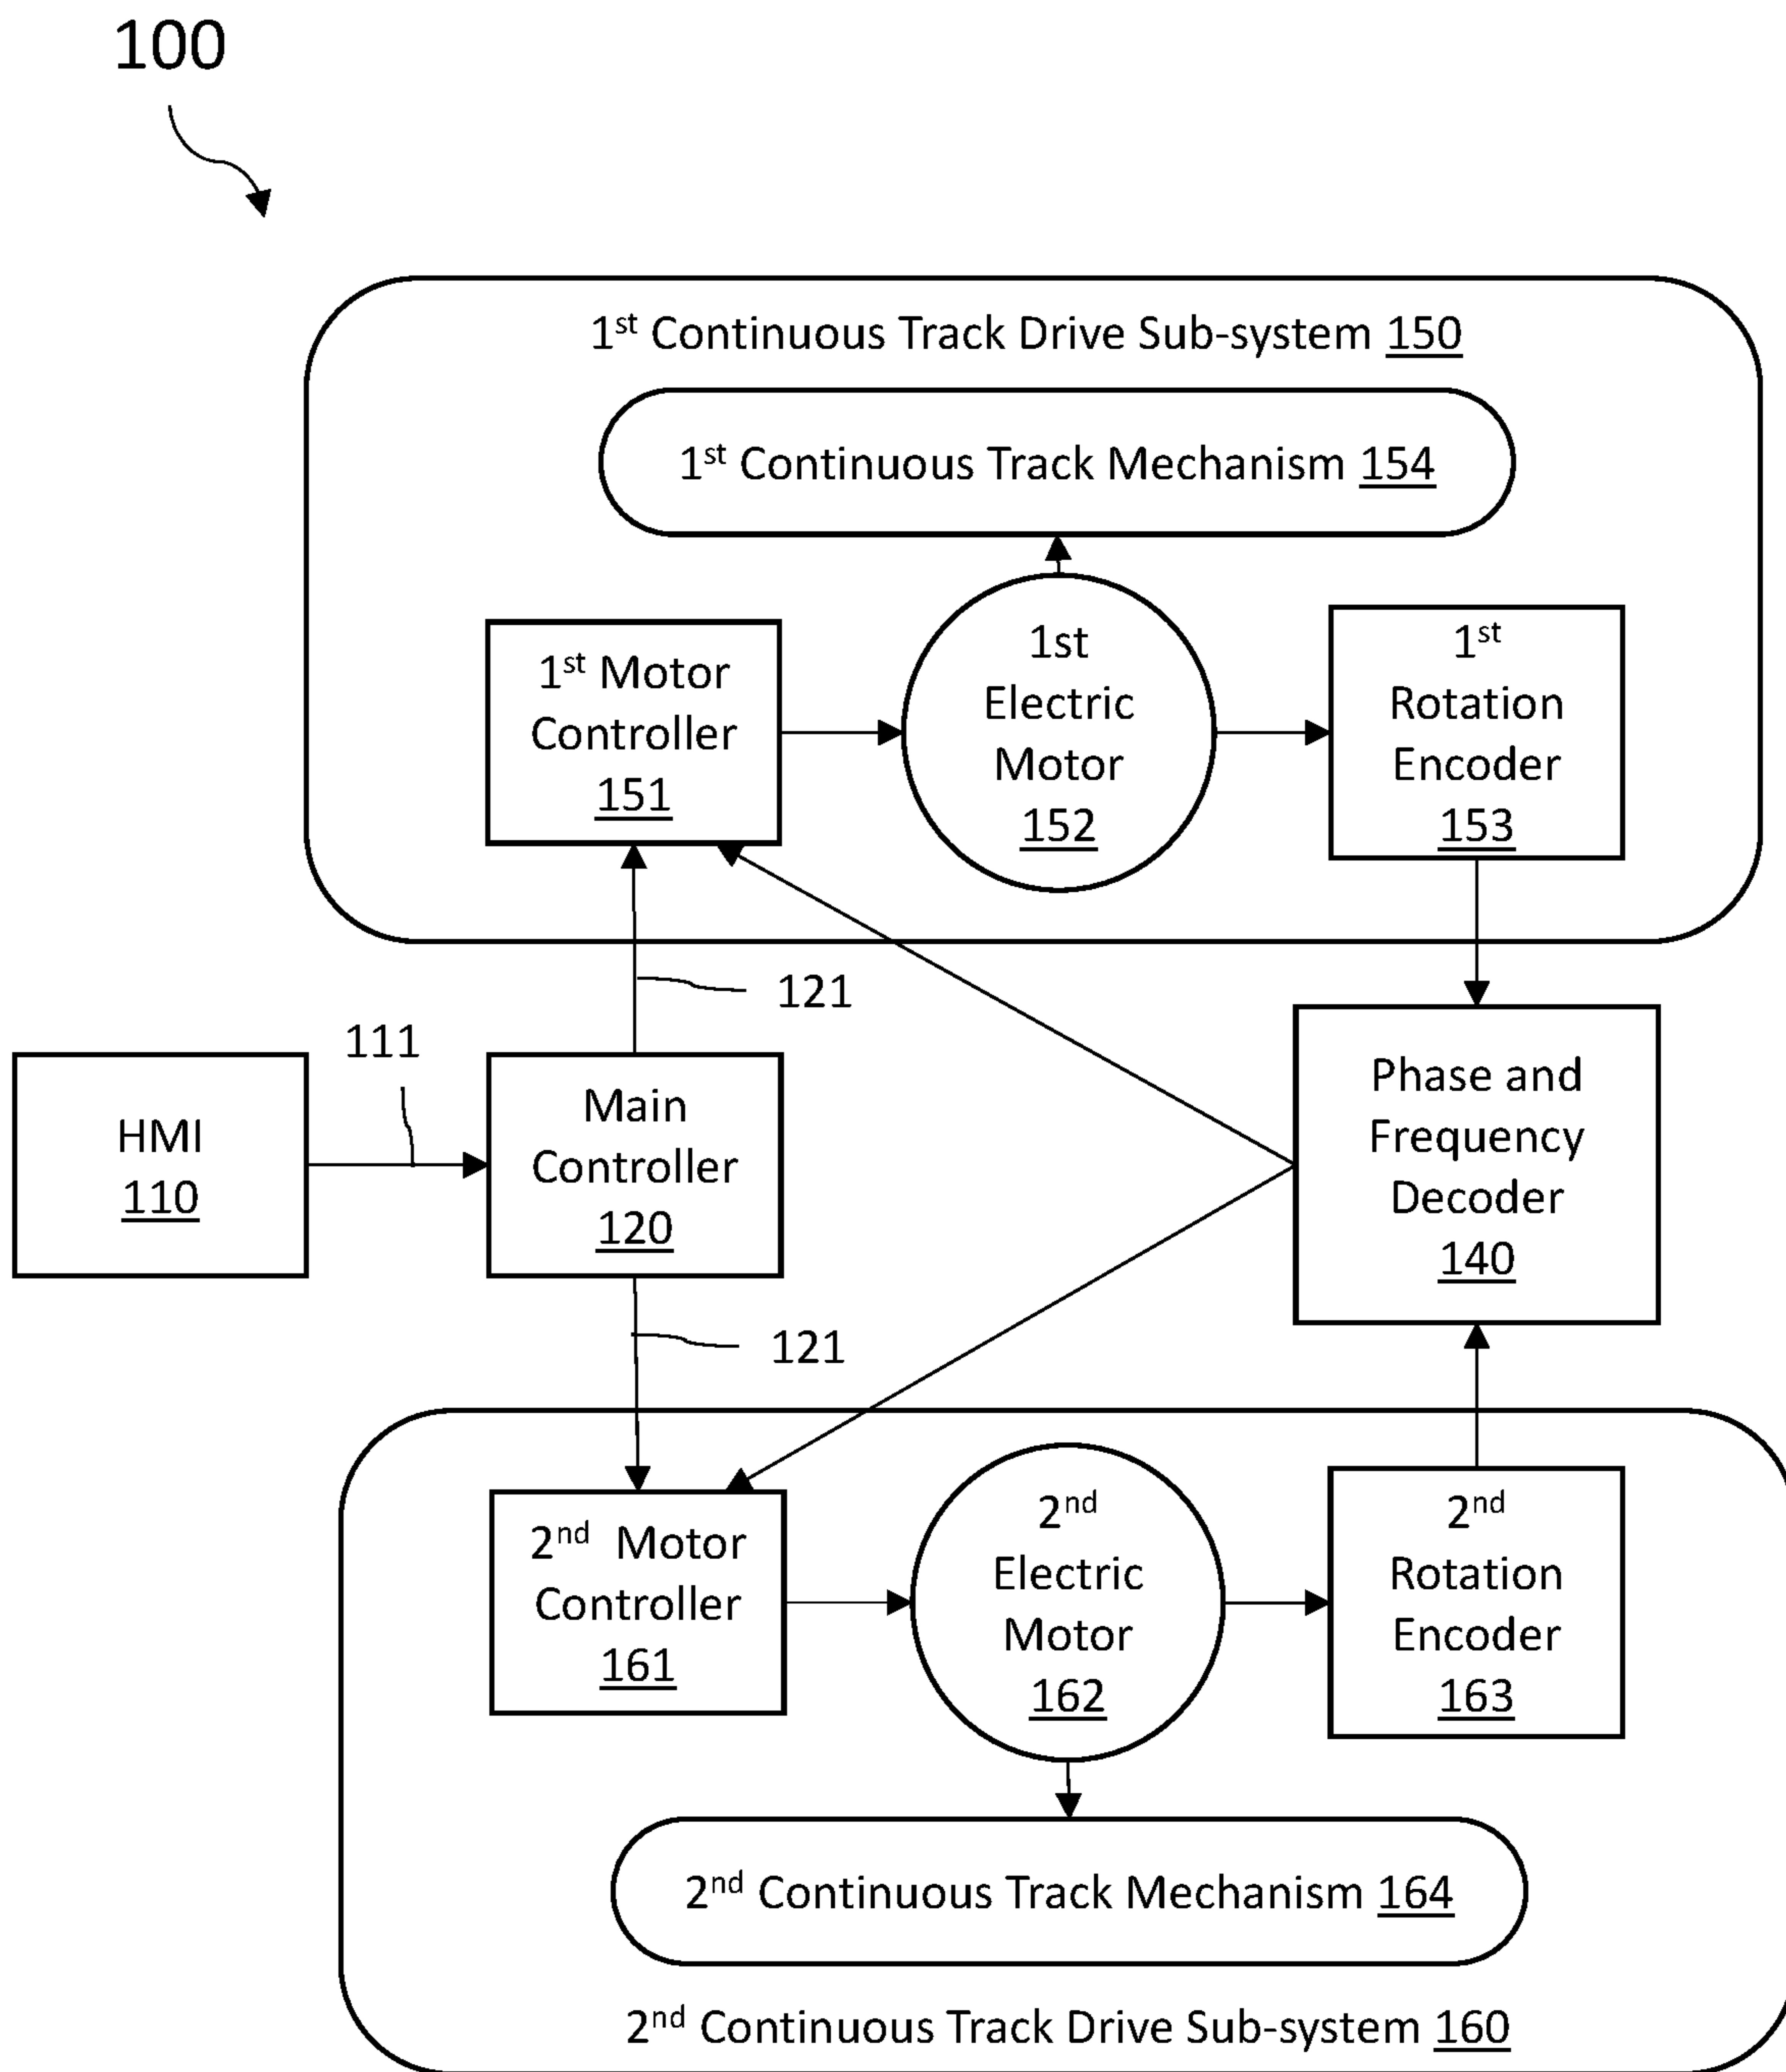 100
1st Continuous Track Drive Sub-system 150
1st Continuous Track Mechanism 154
1st Motor
Controller
151
1st
Electric
Motor
152
1st
Rotation
Encoder
153
121
111
HMI
110
Main
Controller
120
Phase and
Frequency
Decoder
140
121
2nd Motor
Controller
161
2nd
Electric
Motor
162
2nd
Rotation
Encoder
163
2nd Continuous Track Mechanism 164
2nd Continuous Track Drive Sub-system 160